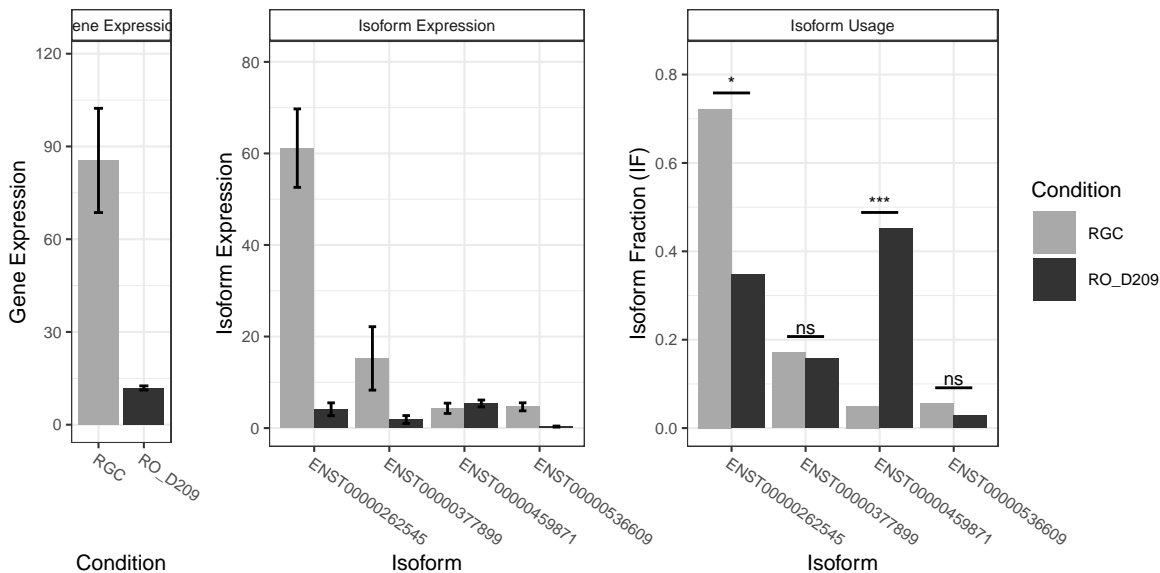 ene Expressio
Gene Expression
120
90
60
30
0
RGC
RO_D209
Condition
Isoform Expression
Isoform Expression
80
60
40
20
0
ENST00000262545
ENST00000377899
ENST00000459871
ENST00000536609
Isoform
Isoform Usage
Isoform Fraction (IF)
0.8
0.6
0.4
0.2
0.0
*
ns
***
ns
ENST00000262545
ENST00000377899
ENST00000459871
ENST00000536609
Isoform
Condition
RGC
RO_D209